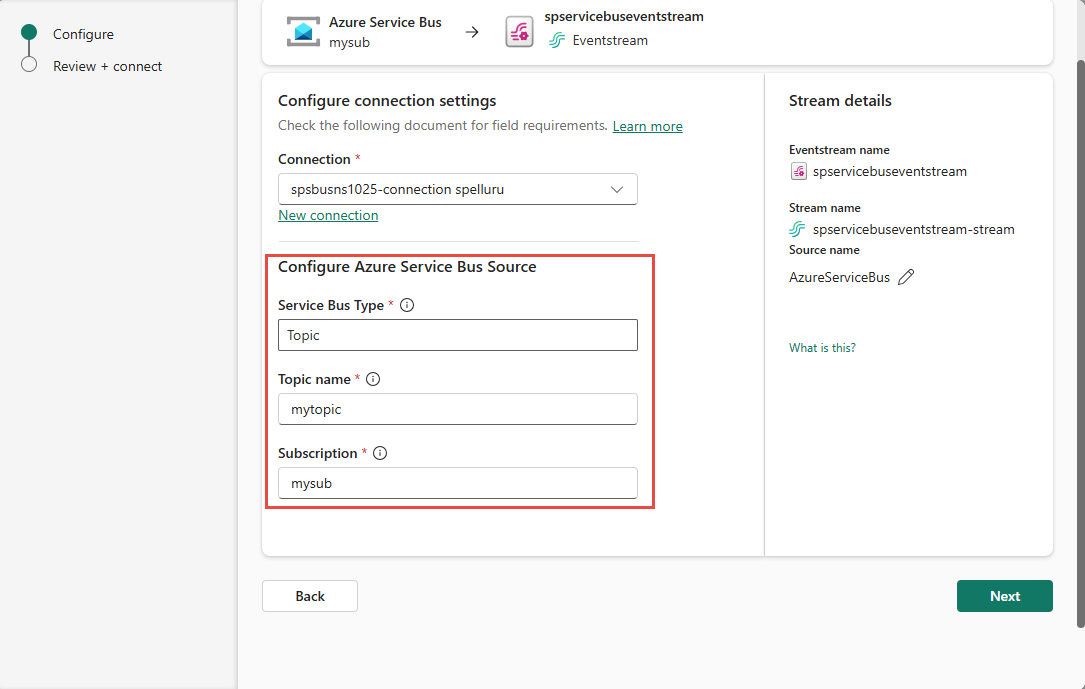 Configure
Review + connect
Azure Service Bus
mysub
spservicebuseventstream
Eventstream
Configure connection settings
Check the following document for field requirements. Learn more
Connection *
spsbusns1025-connection spelluru
New connection
Configure Azure Service Bus Source
Service Bus Type *
Topic
Topic name *
mytopic
Subscription *
mysub
Stream details
Eventstream name
spservicebuseventstream
Stream name
spservicebuseventstream-stream
Source name
AzureServiceBus
What is this?
Back
Next